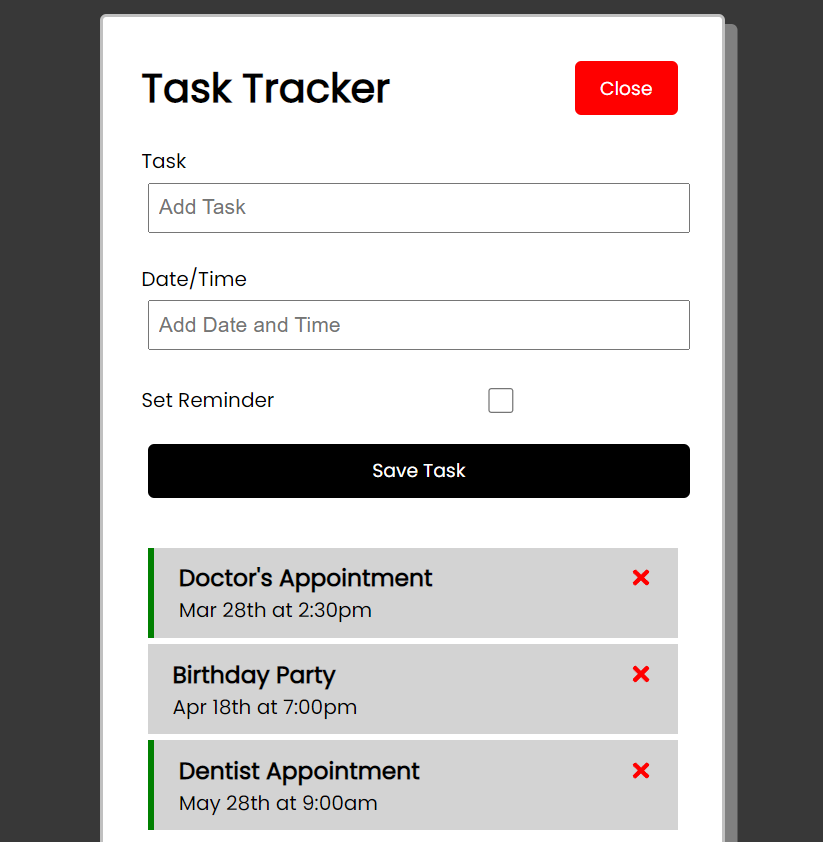 Task Tracker
Close
Task
Add Task
Date/Time
Add Date and Time
Set Reminder
Save Task
Doctor's Appointment
Mar 28th at 2:30pm
Birthday Party
Apr 18th at 7:00pm
Dentist Appointment
May 28th at 9:00am